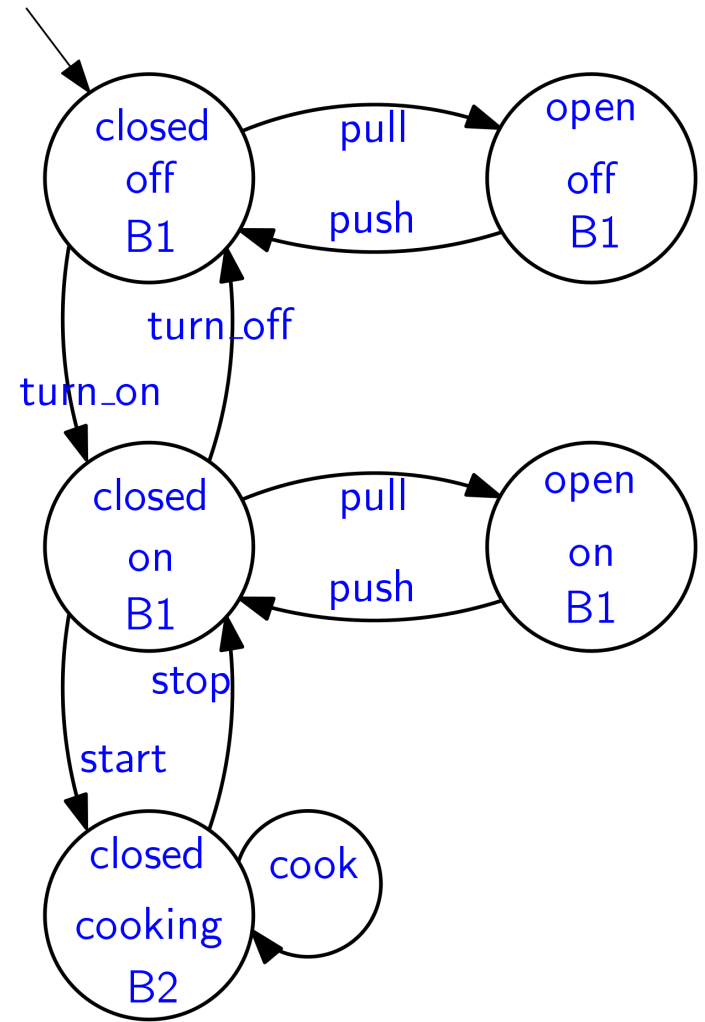 closed
off
B1
pull
push
open
off
B1
turn_off
turn_on
closed
on
B1
pull
push
open
on
B1
stop
start
closed
cooking
B2
cook